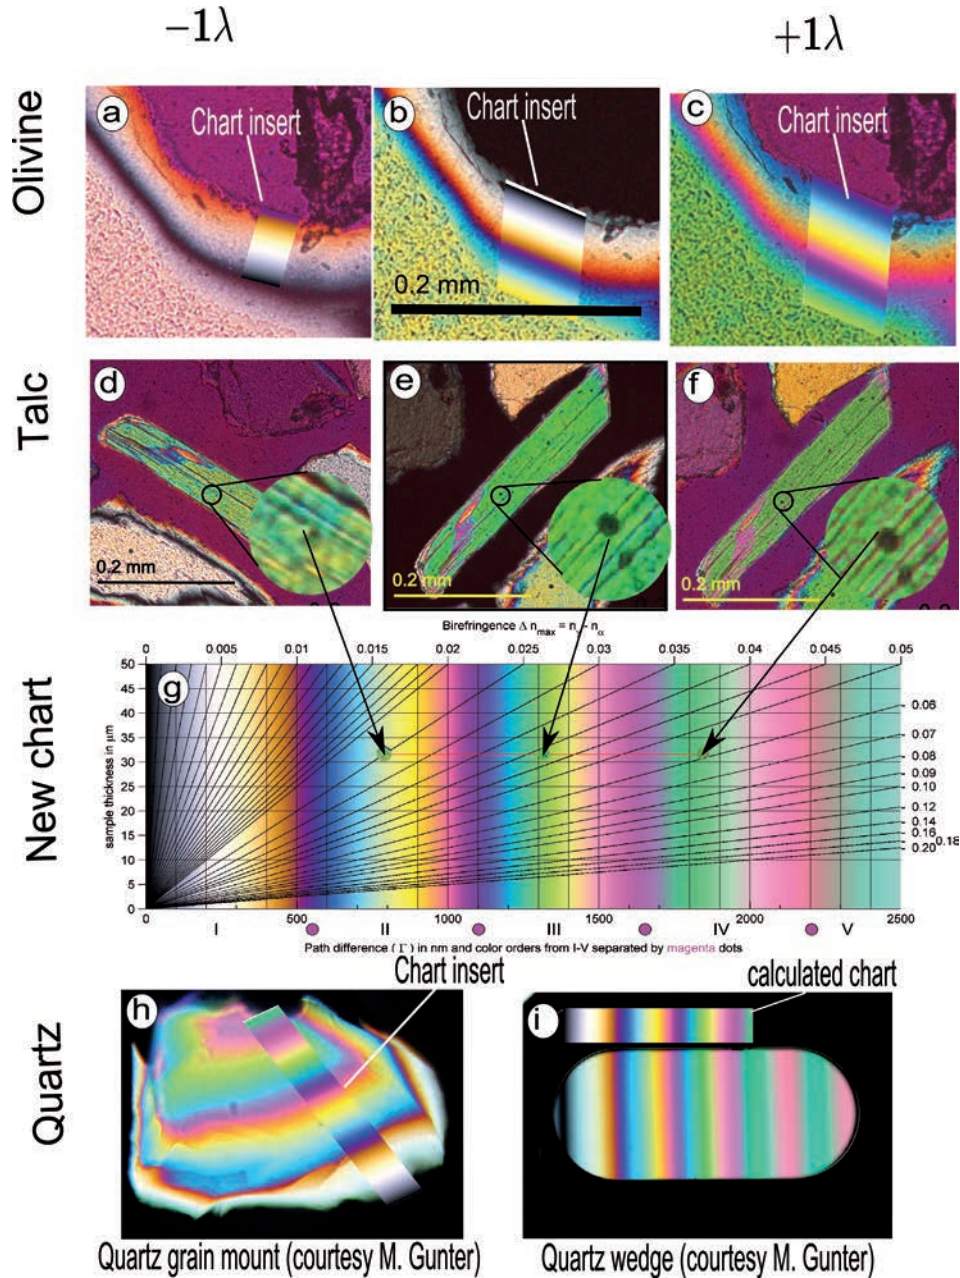 −1λ
+1λ
Olivine
a
Chart insert
b
Chart insert
0.2 mm
c
Chart insert
Talc
d
0.2 mm
e
0.2 mm
f
0.2 mm
Birefringence Δ nmax = nγ - nα
0 0.005 0.01 0.015 0.02 0.025 0.03 0.035 0.04 0.045 0.05
New chart
g
sample thickness in μm
50
45
40
35
30
25
20
15
10
5
0
0.06
0.07
0.08
0.09
0.10
0.12
0.14
0.16
0.18
0.20
0 500 1000 1500 2000 2500
I II III IV V
Path difference (Γ) in nm and color orders from I-V separated by magenta dots
Quartz
h
Chart insert
i
calculated chart
Quartz grain mount (courtesy M. Gunter)
Quartz wedge (courtesy M. Gunter)